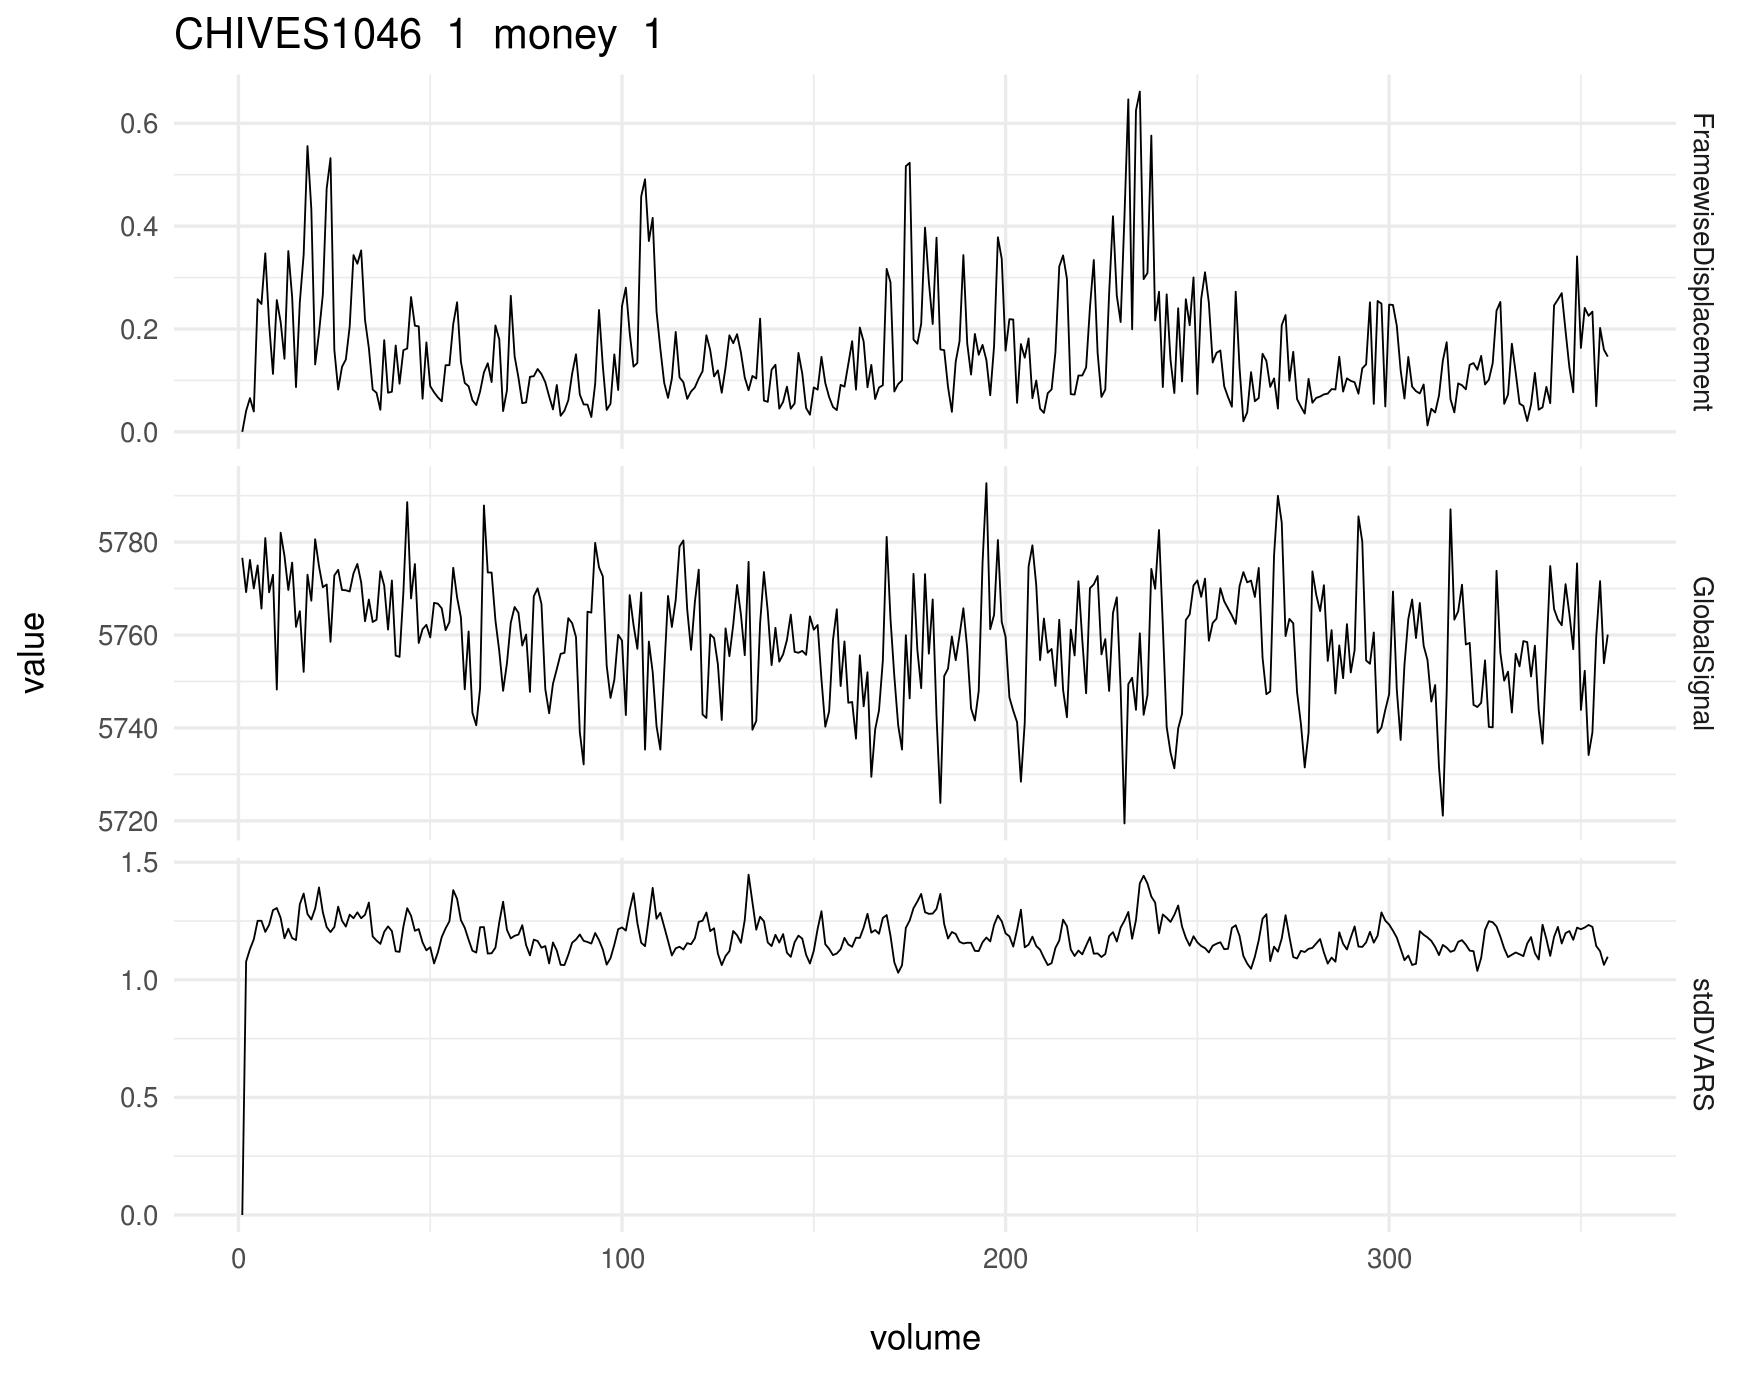 CHIVES1046 1 money 1
0.6
0.4
0.2
0.0
FramewiseDisplacement
value
5780
5760
5740
5720
GlobalSignal
1.5
1.0
0.5
0.0
stdDVARS
0 100 200 300
volume